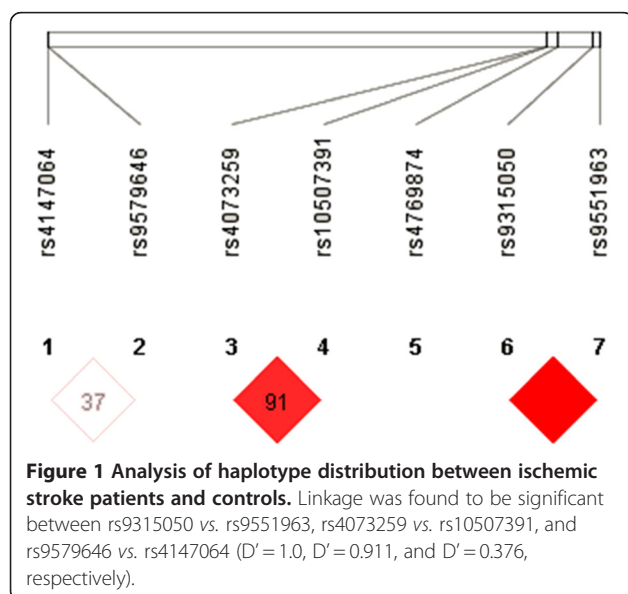 rs4147064
rs9579646
rs4073259
rs10507391
rs4769874
rs9315050
rs9551963
1 2 3 4 5 6 7
37 91
Figure 1 Analysis of haplotype distribution between ischemic
stroke patients and controls. Linkage was found to be significant
between rs9315050 vs. rs9551963, rs4073259 vs. rs10507391, and
rs9579646 vs. rs4147064 (D' = 1.0, D' = 0.911, and D' = 0.376,
respectively).